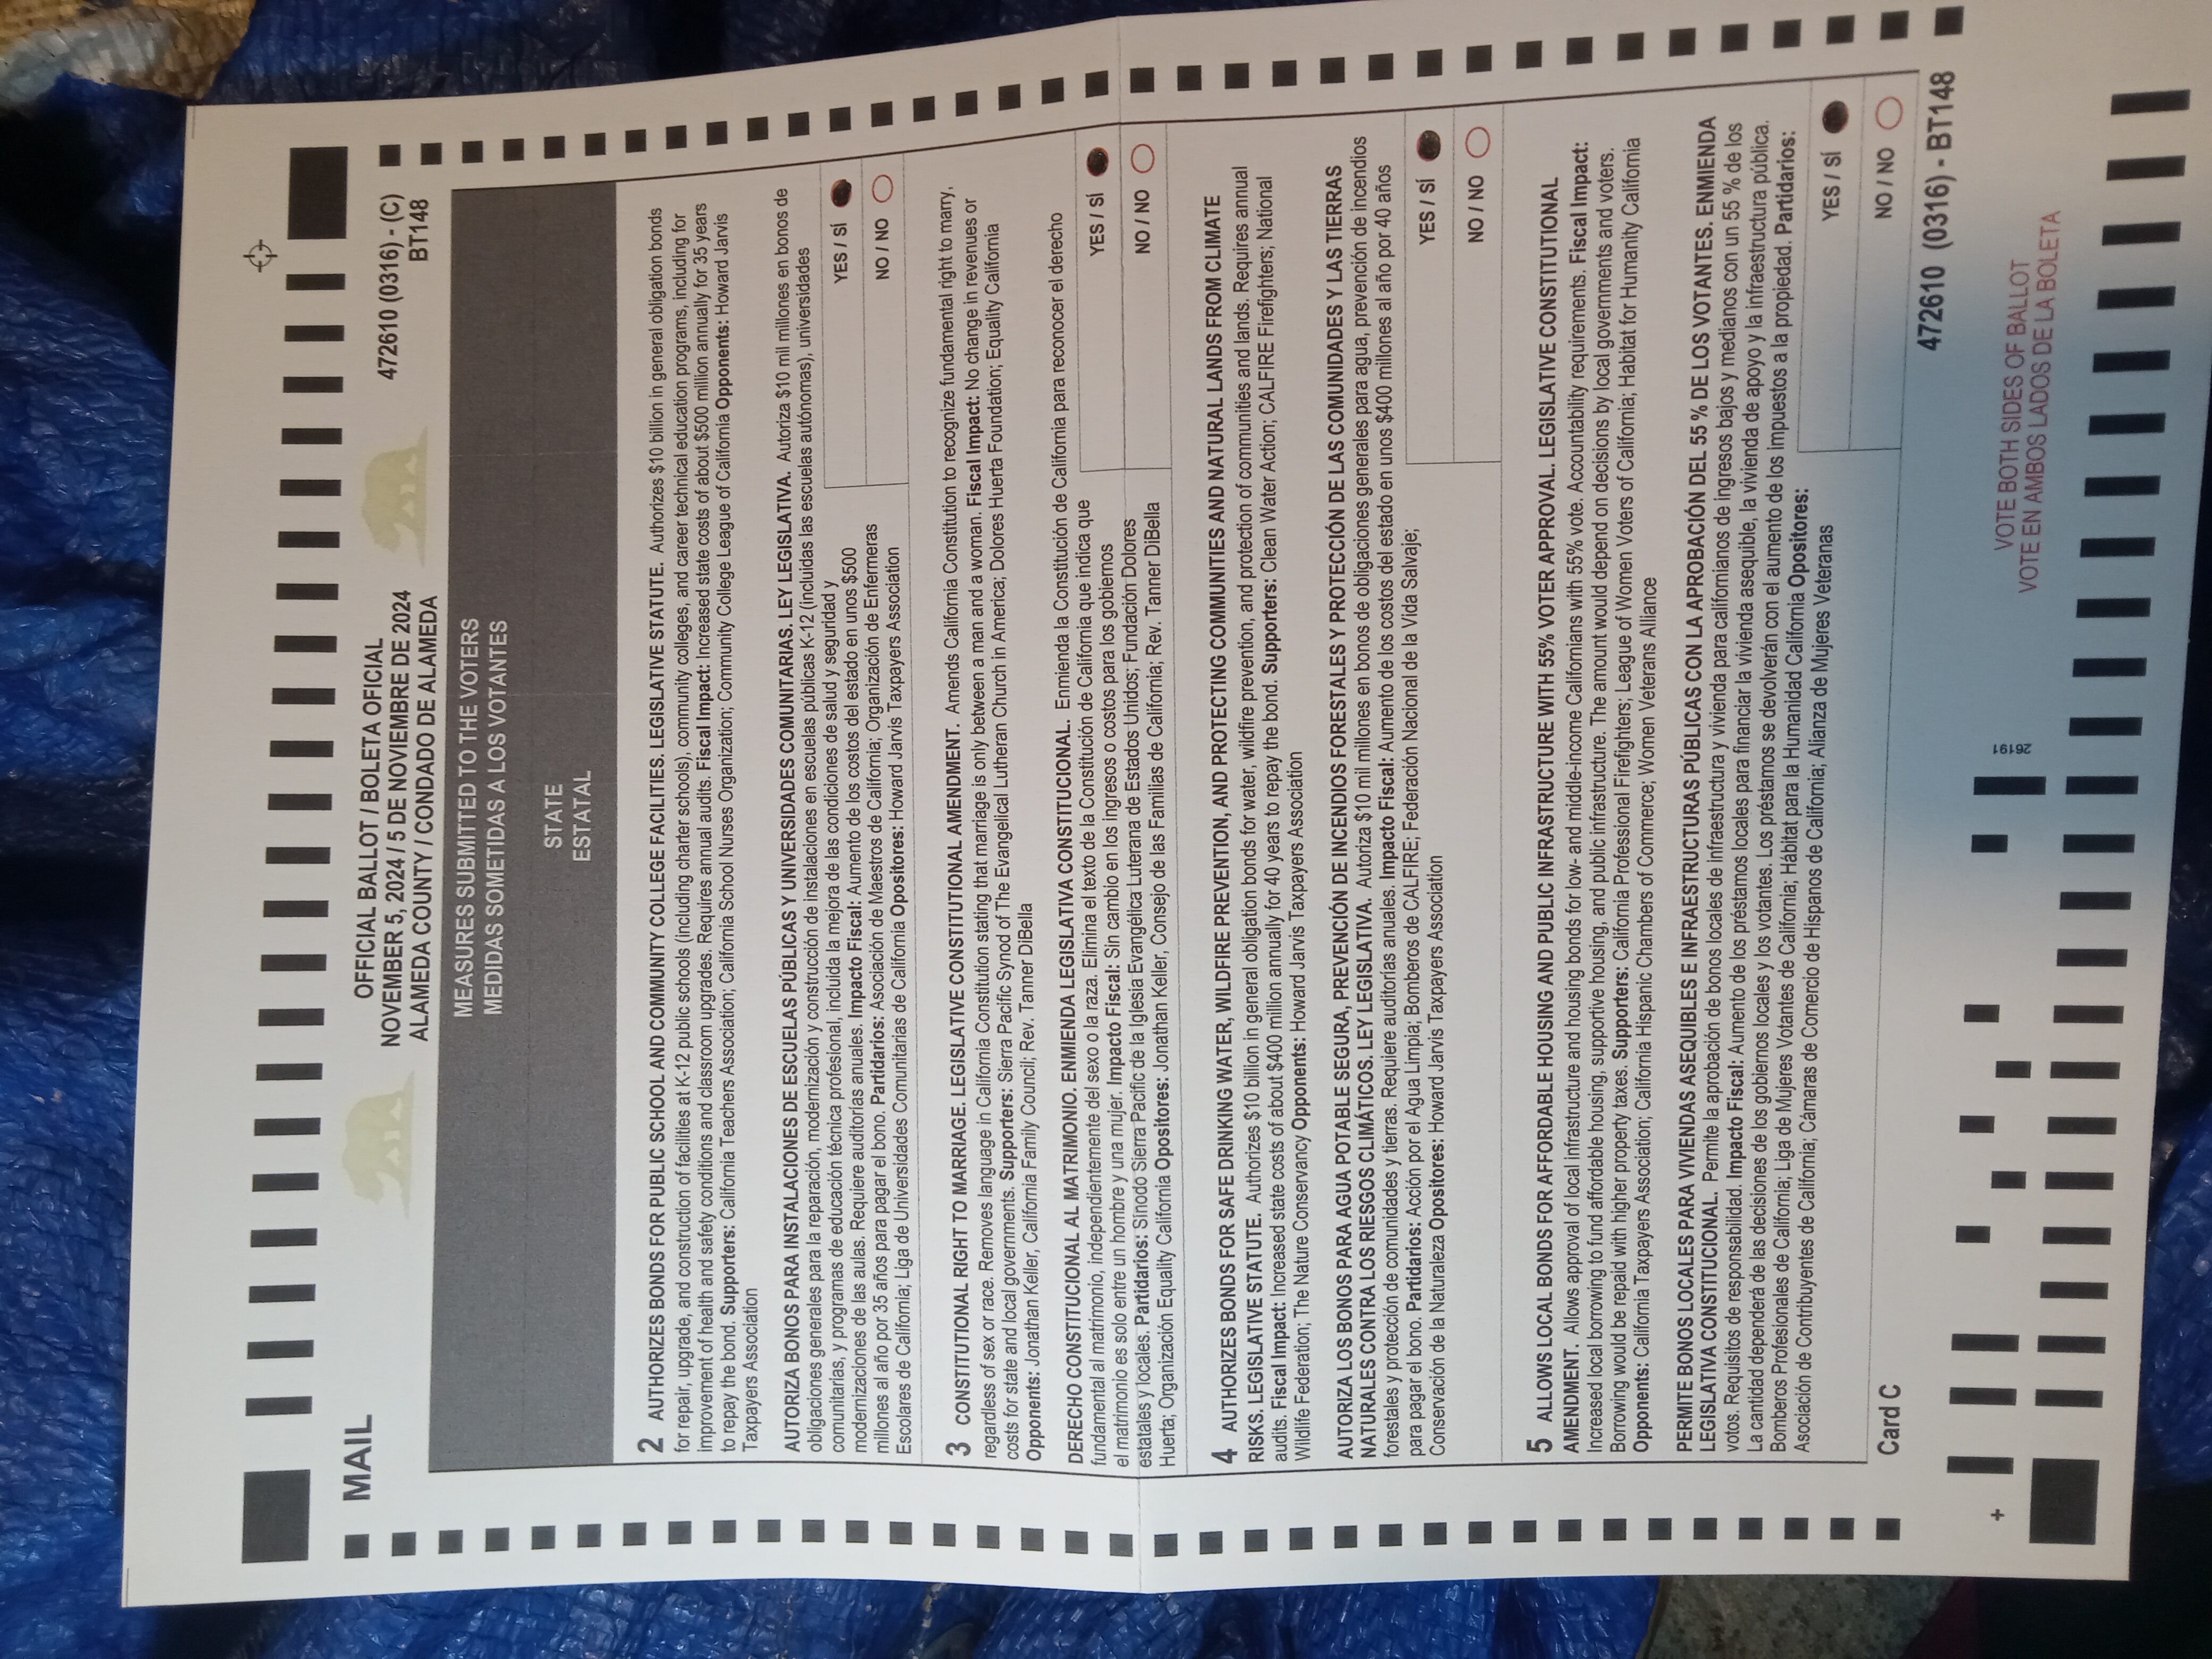 MAIL
OFFICIAL BALLOT / BOLETA OFICIAL
NOVEMBER 5, 2024 / 5 DE NOVIEMBRE DE 2024
ALAMEDA COUNTY / CONDADO DE ALAMEDA
472610 (0316) - (C)
BT148
MEASURES SUBMITTED TO THE VOTERS
MEDIDAS SOMETIDAS A LOS VOTANTES
STATE
ESTATAL
2 AUTHORIZES BONDS FOR PUBLIC SCHOOL AND COMMUNITY COLLEGE FACILITIES. LEGISLATIVE STATUTE. Authorizes $10 billion in general obligation bonds
for repair, upgrade, and construction of facilities at K-12 public schools (including charter schools), community colleges, and career technical education programs, including for
improvement of health and safety conditions and classroom upgrades. Requires annual audits. Fiscal Impact: Increased state costs of about $500 million annually for 35 years
to repay the bond. Supporters: California Teachers Association; California School Nurses Organization; Community College League of California Opponents: Howard Jarvis
Taxpayers Association
AUTORIZA BONOS PARA INSTALACIONES DE ESCUELAS PÚBLICAS Y UNIVERSIDADES COMUNITARIAS. LEY LEGISLATIVA. Autoriza $10 mil millones en bonos de
obligaciones generales para la reparación, modernización y construcción de instalaciones en escuelas públicas K-12 (incluidas las escuelas autónomas), universidades
comunitarias, y programas de educación técnica profesional, incluida la mejora de las condiciones de salud y seguridad y
modernizaciones de las aulas. Requiere auditorías anuales. Impacto Fiscal: Aumento de los costos del estado en unos $500
millones al año por 35 años para pagar el bono. Partidarios: Asociación de Maestros de California; Organización de Enfermeras
Escolares de California; Liga de Universidades Comunitarias de California Opositores: Howard Jarvis Taxpayers Association
YES / SÍ
NO / NO
3 CONSTITUTIONAL RIGHT TO MARRIAGE. LEGISLATIVE CONSTITUTIONAL AMENDMENT. Amends California Constitution to recognize fundamental right to marry,
regardless of sex or race. Removes language in California Constitution stating that marriage is only between a man and a woman. Fiscal Impact: No change in revenues or
costs for state and local governments. Supporters: Sierra Pacific Synod of The Evangelical Lutheran Church in America; Dolores Huerta Foundation; Equality California
Opponents: Jonathan Keller, California Family Council; Rev. Tanner DiBella
DERECHO CONSTITUCIONAL AL MATRIMONIO. ENMIENDA LEGISLATIVA CONSTITUCIONAL. Enmienda la Constitución de California para reconocer el derecho
fundamental al matrimonio, independientemente del sexo o la raza. Elimina el texto de la Constitución de California que indica que
el matrimonio es solo entre un hombre y una mujer. Impacto Fiscal: Sin cambio en los ingresos o costos para los gobiernos
estatales y locales. Partidarios: Sínodo Sierra Pacific de la Iglesia Evangélica Luterana de Estados Unidos; Fundación Dolores
Huerta; Organización Equality California Opositores: Jonathan Keller, Consejo de las Familias de California; Rev. Tanner DiBella
YES / SÍ
NO / NO
4 AUTHORIZES BONDS FOR SAFE DRINKING WATER, WILDFIRE PREVENTION, AND PROTECTING COMMUNITIES AND NATURAL LANDS FROM CLIMATE
RISKS. LEGISLATIVE STATUTE. Authorizes $10 billion in general obligation bonds for water, wildfire prevention, and protection of communities and lands. Requires annual
audits. Fiscal Impact: Increased state costs of about $400 million annually for 40 years to repay the bond. Supporters: Clean Water Action; CALFIRE Firefighters; National
Wildlife Federation; The Nature Conservancy Opponents: Howard Jarvis Taxpayers Association
AUTORIZA LOS BONOS PARA AGUA POTABLE SEGURA, PREVENCIÓN DE INCENDIOS FORESTALES Y PROTECCIÓN DE LAS COMUNIDADES Y LAS TIERRAS
NATURALES CONTRA LOS RIESGOS CLIMÁTICOS. LEY LEGISLATIVA. Autoriza $10 mil millones en bonos de obligaciones generales para agua, prevención de incendios
forestales y protección de comunidades y tierras. Requiere auditorías anuales. Impacto Fiscal: Aumento de los costos del estado en unos $400 millones al año por 40 años
para pagar el bono. Partidarios: Acción por el Agua Limpia; Bomberos de CALFIRE; Federación Nacional de la Vida Salvaje;
Conservación de la Naturaleza Opositores: Howard Jarvis Taxpayers Association
YES / SÍ
NO / NO
5 ALLOWS LOCAL BONDS FOR AFFORDABLE HOUSING AND PUBLIC INFRASTRUCTURE WITH 55% VOTER APPROVAL. LEGISLATIVE CONSTITUTIONAL
AMENDMENT. Allows approval of local infrastructure and housing bonds for low- and middle-income Californians with 55% vote. Accountability requirements. Fiscal Impact:
Increased local borrowing to fund affordable housing, supportive housing, and public infrastructure. The amount would depend on decisions by local governments and voters.
Borrowing would be repaid with higher property taxes. Supporters: California Professional Firefighters; League of Women Voters of California; Habitat for Humanity California
Opponents: California Taxpayers Association; California Hispanic Chambers of Commerce; Women Veterans Alliance
PERMITE BONOS LOCALES PARA VIVIENDAS ASEQUIBLES E INFRAESTRUCTURAS PÚBLICAS CON LA APROBACIÓN DEL 55 % DE LOS VOTANTES. ENMIENDA
LEGISLATIVA CONSTITUCIONAL. Permite la aprobación de bonos locales de infraestructura y vivienda para californianos de ingresos bajos y medianos con un 55 % de los
votos. Requisitos de responsabilidad. Impacto Fiscal: Aumento de los préstamos locales para financiar la vivienda asequible, la vivienda de apoyo y la infraestructura pública.
La cantidad dependerá de las decisiones de los gobiernos locales y los votantes. Los préstamos se devolverán con el aumento de los impuestos a la propiedad. Partidarios:
Bomberos Profesionales de California; Liga de Mujeres Votantes de California; Hábitat para la Humanidad California Opositores:
Asociación de Contribuyentes de California; Cámaras de Comercio de Hispanos de California; Alianza de Mujeres Veteranas
YES / SÍ
NO / NO
Card C
472610 (0316) - BT148
26191
VOTE BOTH SIDES OF BALLOT
VOTE EN AMBOS LADOS DE LA BOLETA